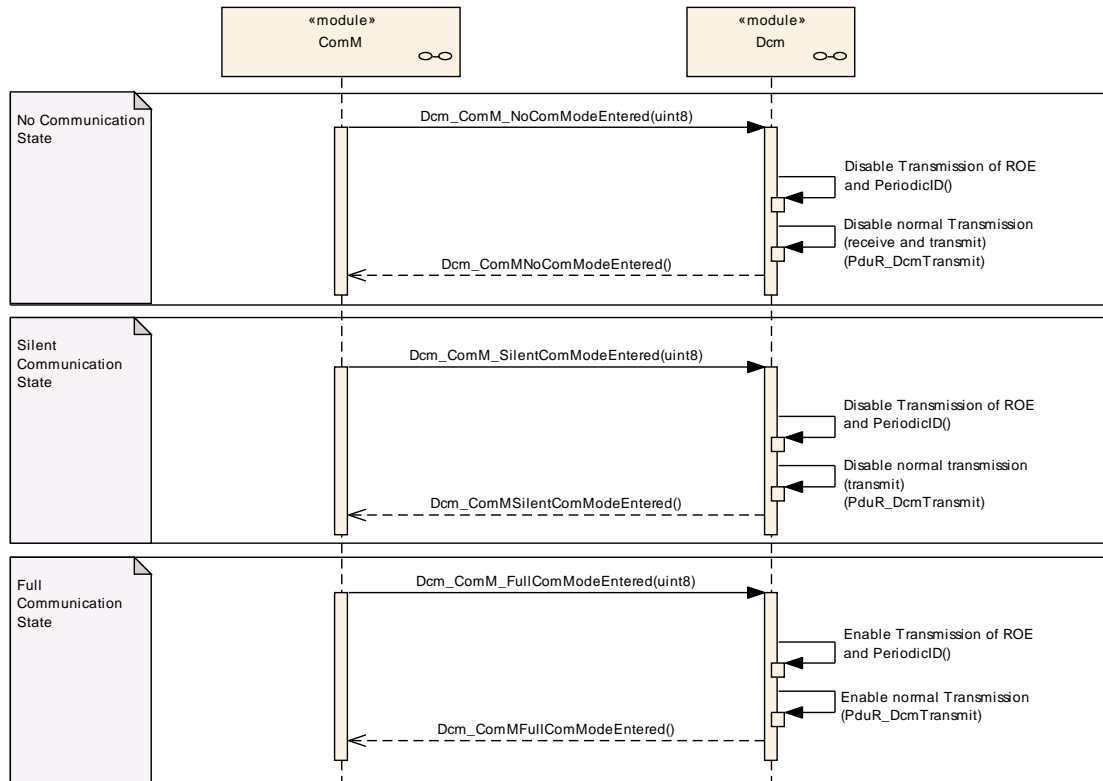 «module»
ComM
«module»
Dcm
No Communication
State
Dcm_ComM_NoComModeEntered(uint8)
Disable Transmission of ROE
and PeriodicID()
Disable normal Transmission
(receive and transmit)
(PduR_DcmTransmit)
Dcm_ComMNoComModeEntered()
Silent
Communication
State
Dcm_ComM_SilentComModeEntered(uint8)
Disable Transmission of ROE
and PeriodicID()
Disable normal transmission
(transmit)
(PduR_DcmTransmit)
Dcm_ComMSilentComModeEntered()
Full
Communication
State
Dcm_ComM_FullComModeEntered(uint8)
Enable Transmission of ROE
and PeriodicID()
Enable normal Transmission
(PduR_DcmTransmit)
Dcm_ComMFullComModeEntered()